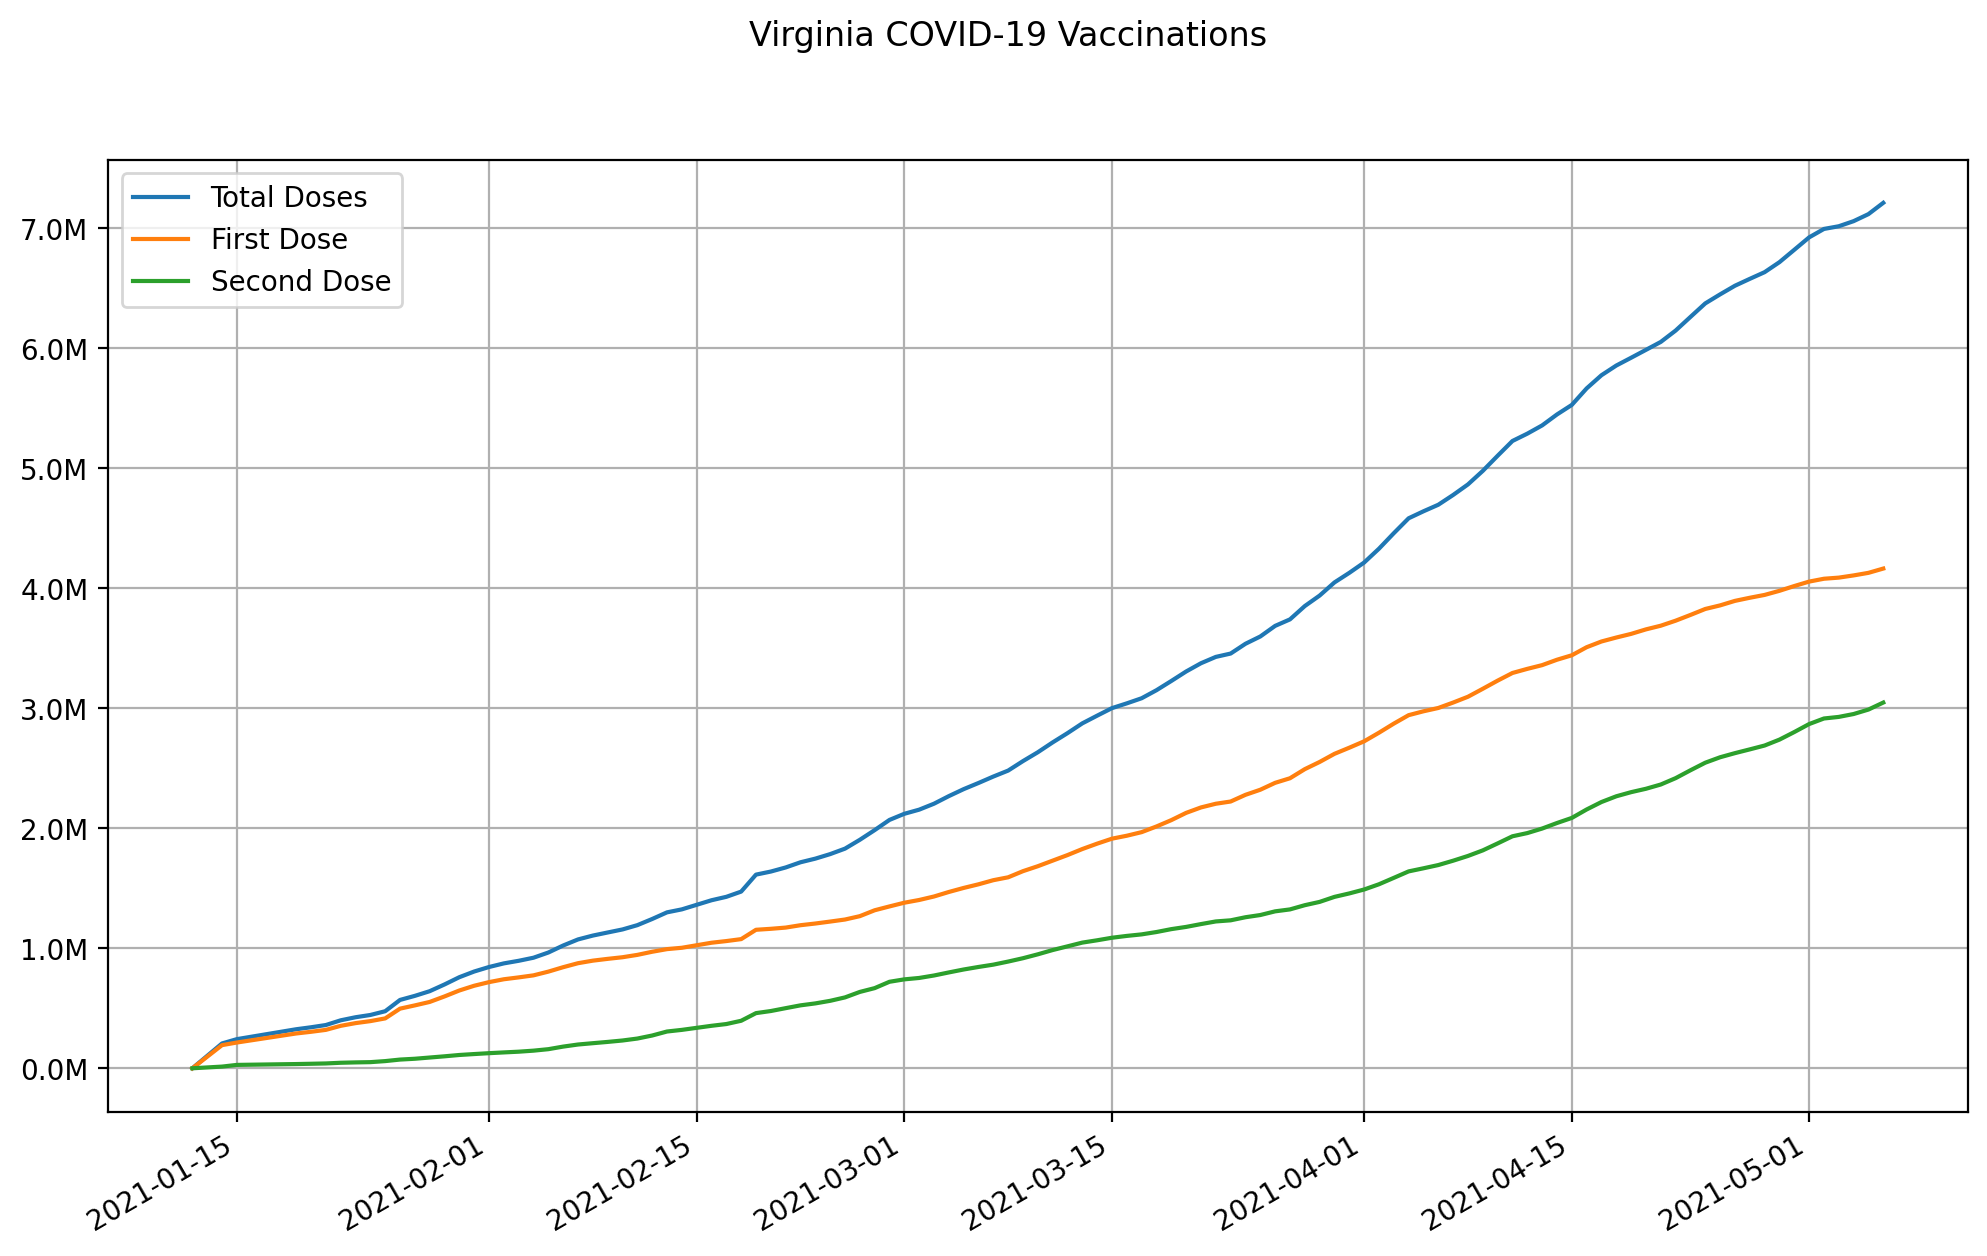 Virginia COVID-19 Vaccinations
Total Doses
First Dose
Second Dose
7.0M
6.0M
5.0M
4.0M
3.0M
2.0M
1.0M
0.0M
2021-01-15
2021-02-01
2021-02-15
2021-03-01
2021-03-15
2021-04-01
2021-04-15
2021-05-01